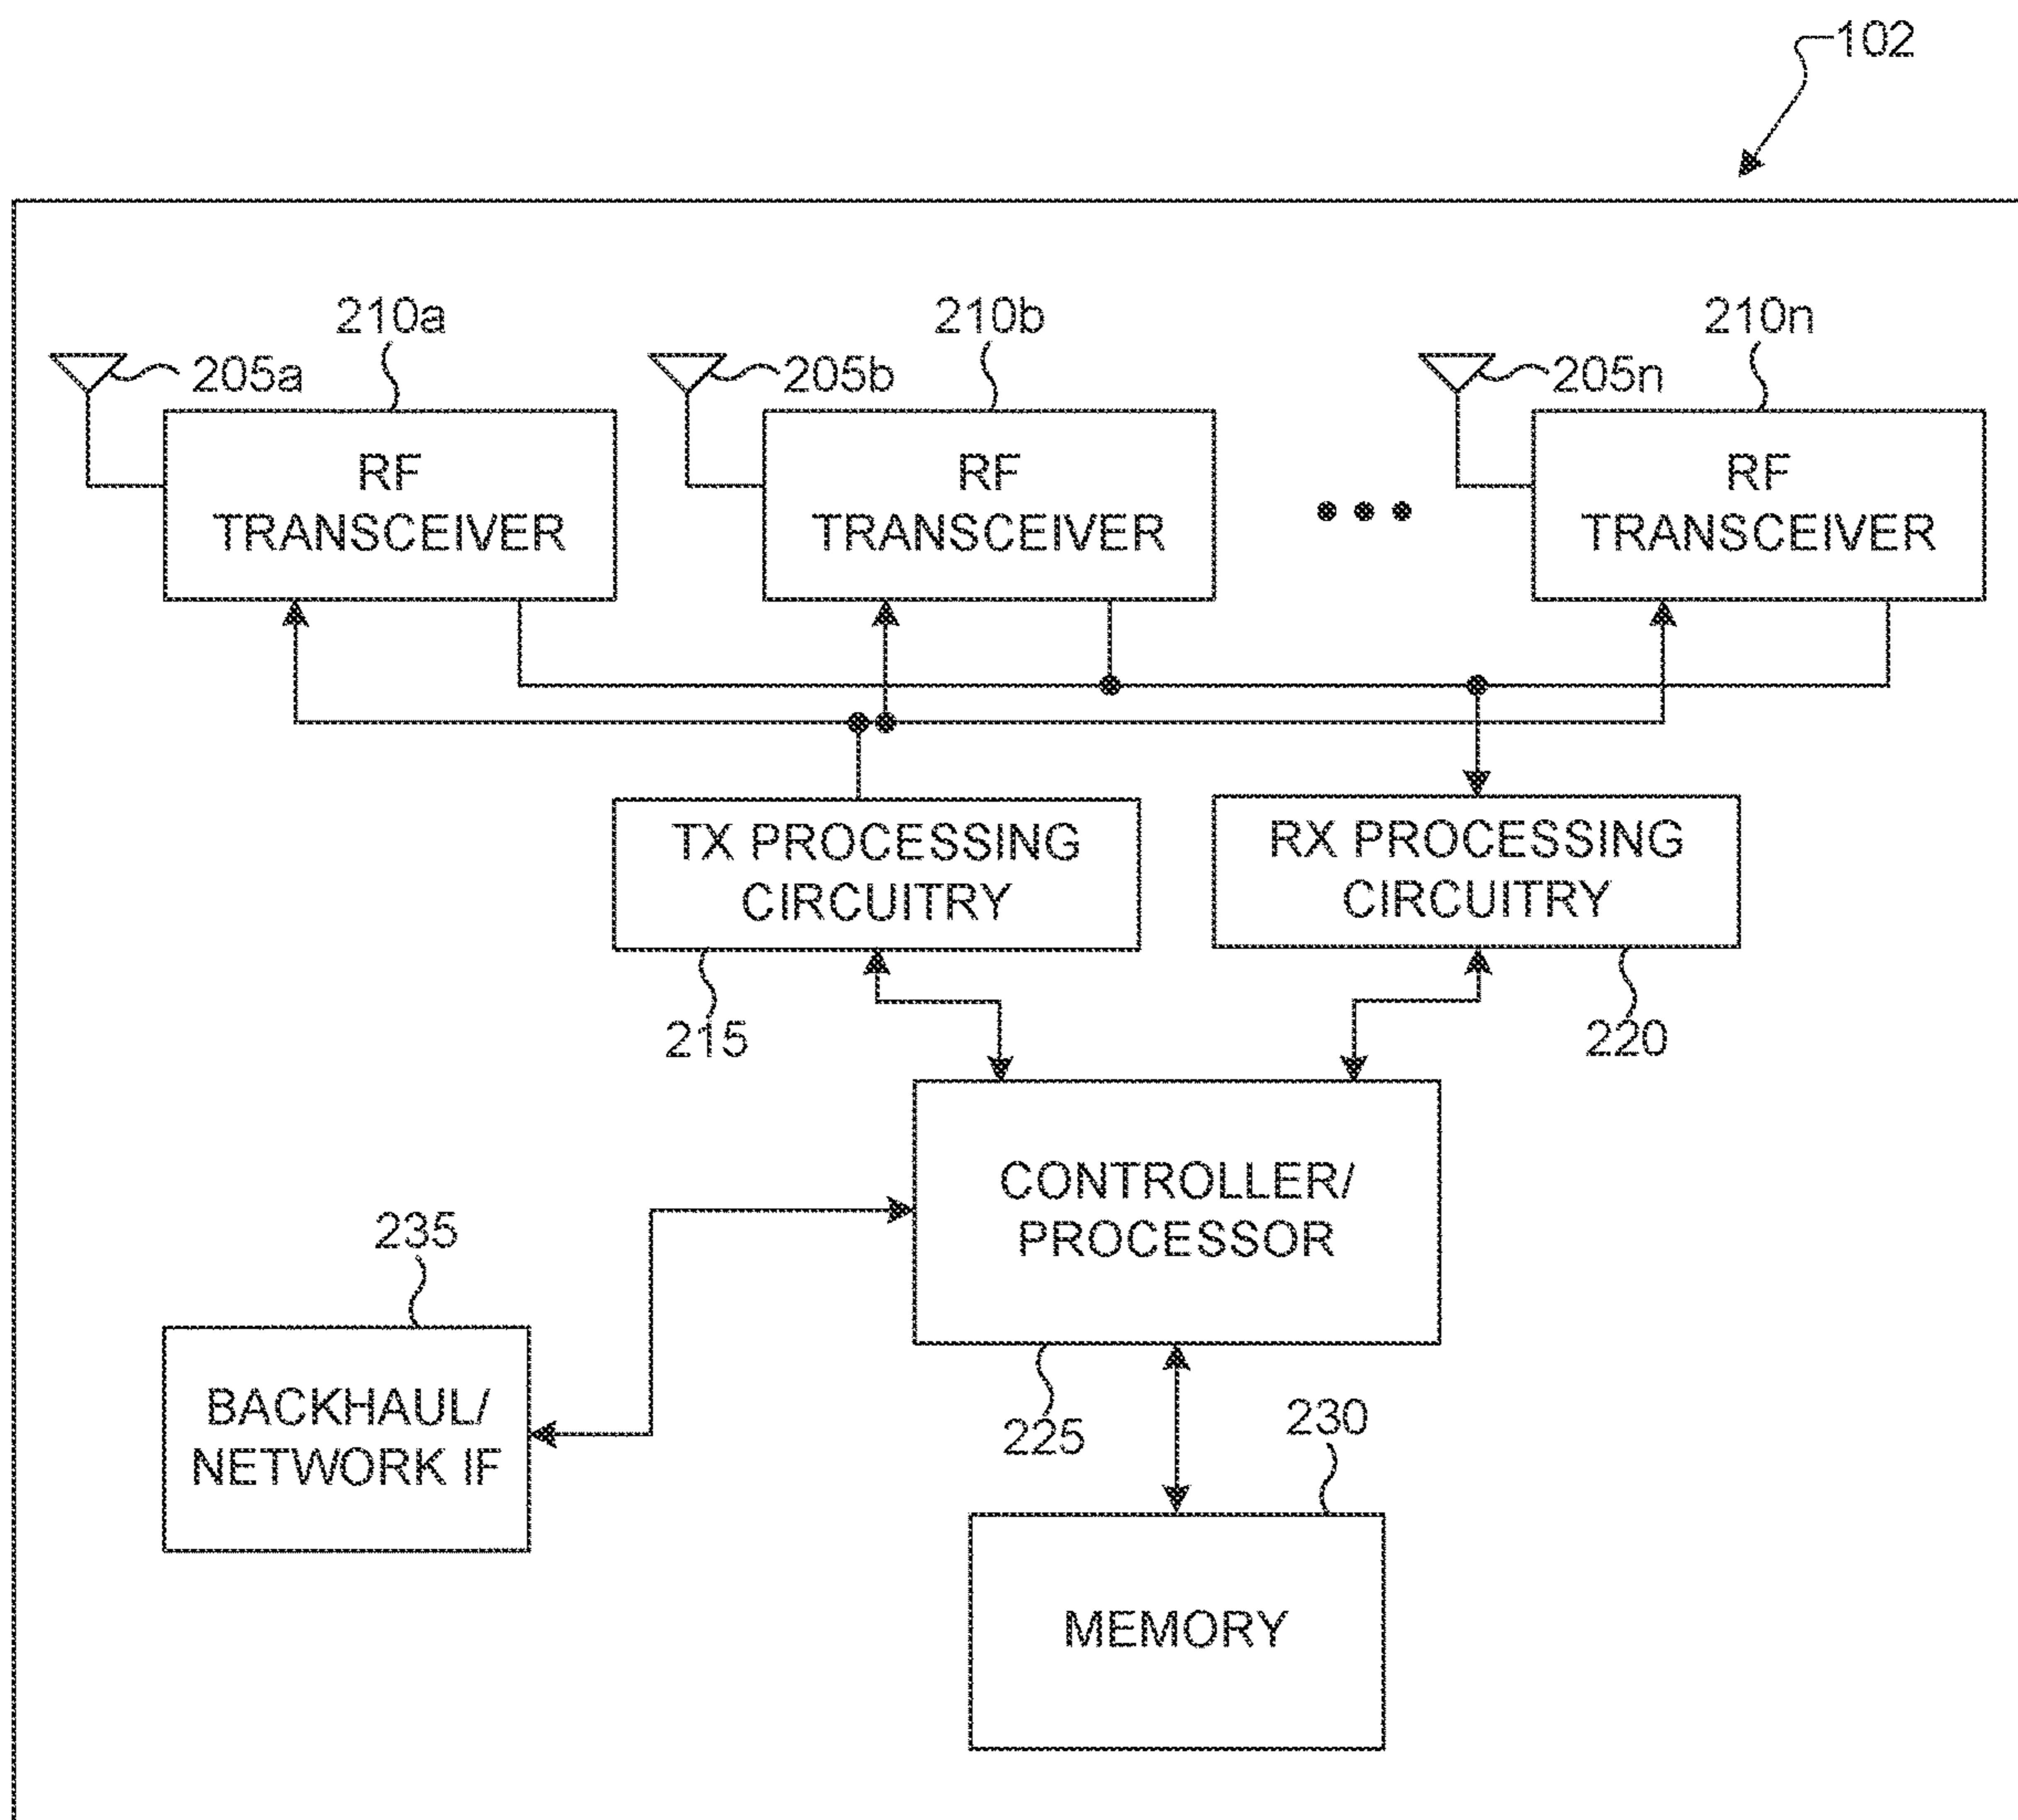 102
210a
210b
210n
205a
205b
205n
RF
TRANSCEIVER
RF
TRANSCEIVER
RF
TRANSCEIVER
TX PROCESSING
CIRCUITRY
RX PROCESSING
CIRCUITRY
215
220
CONTROLLER/
PROCESSOR
235
BACKHAUL/
NETWORK IF
225
230
MEMORY